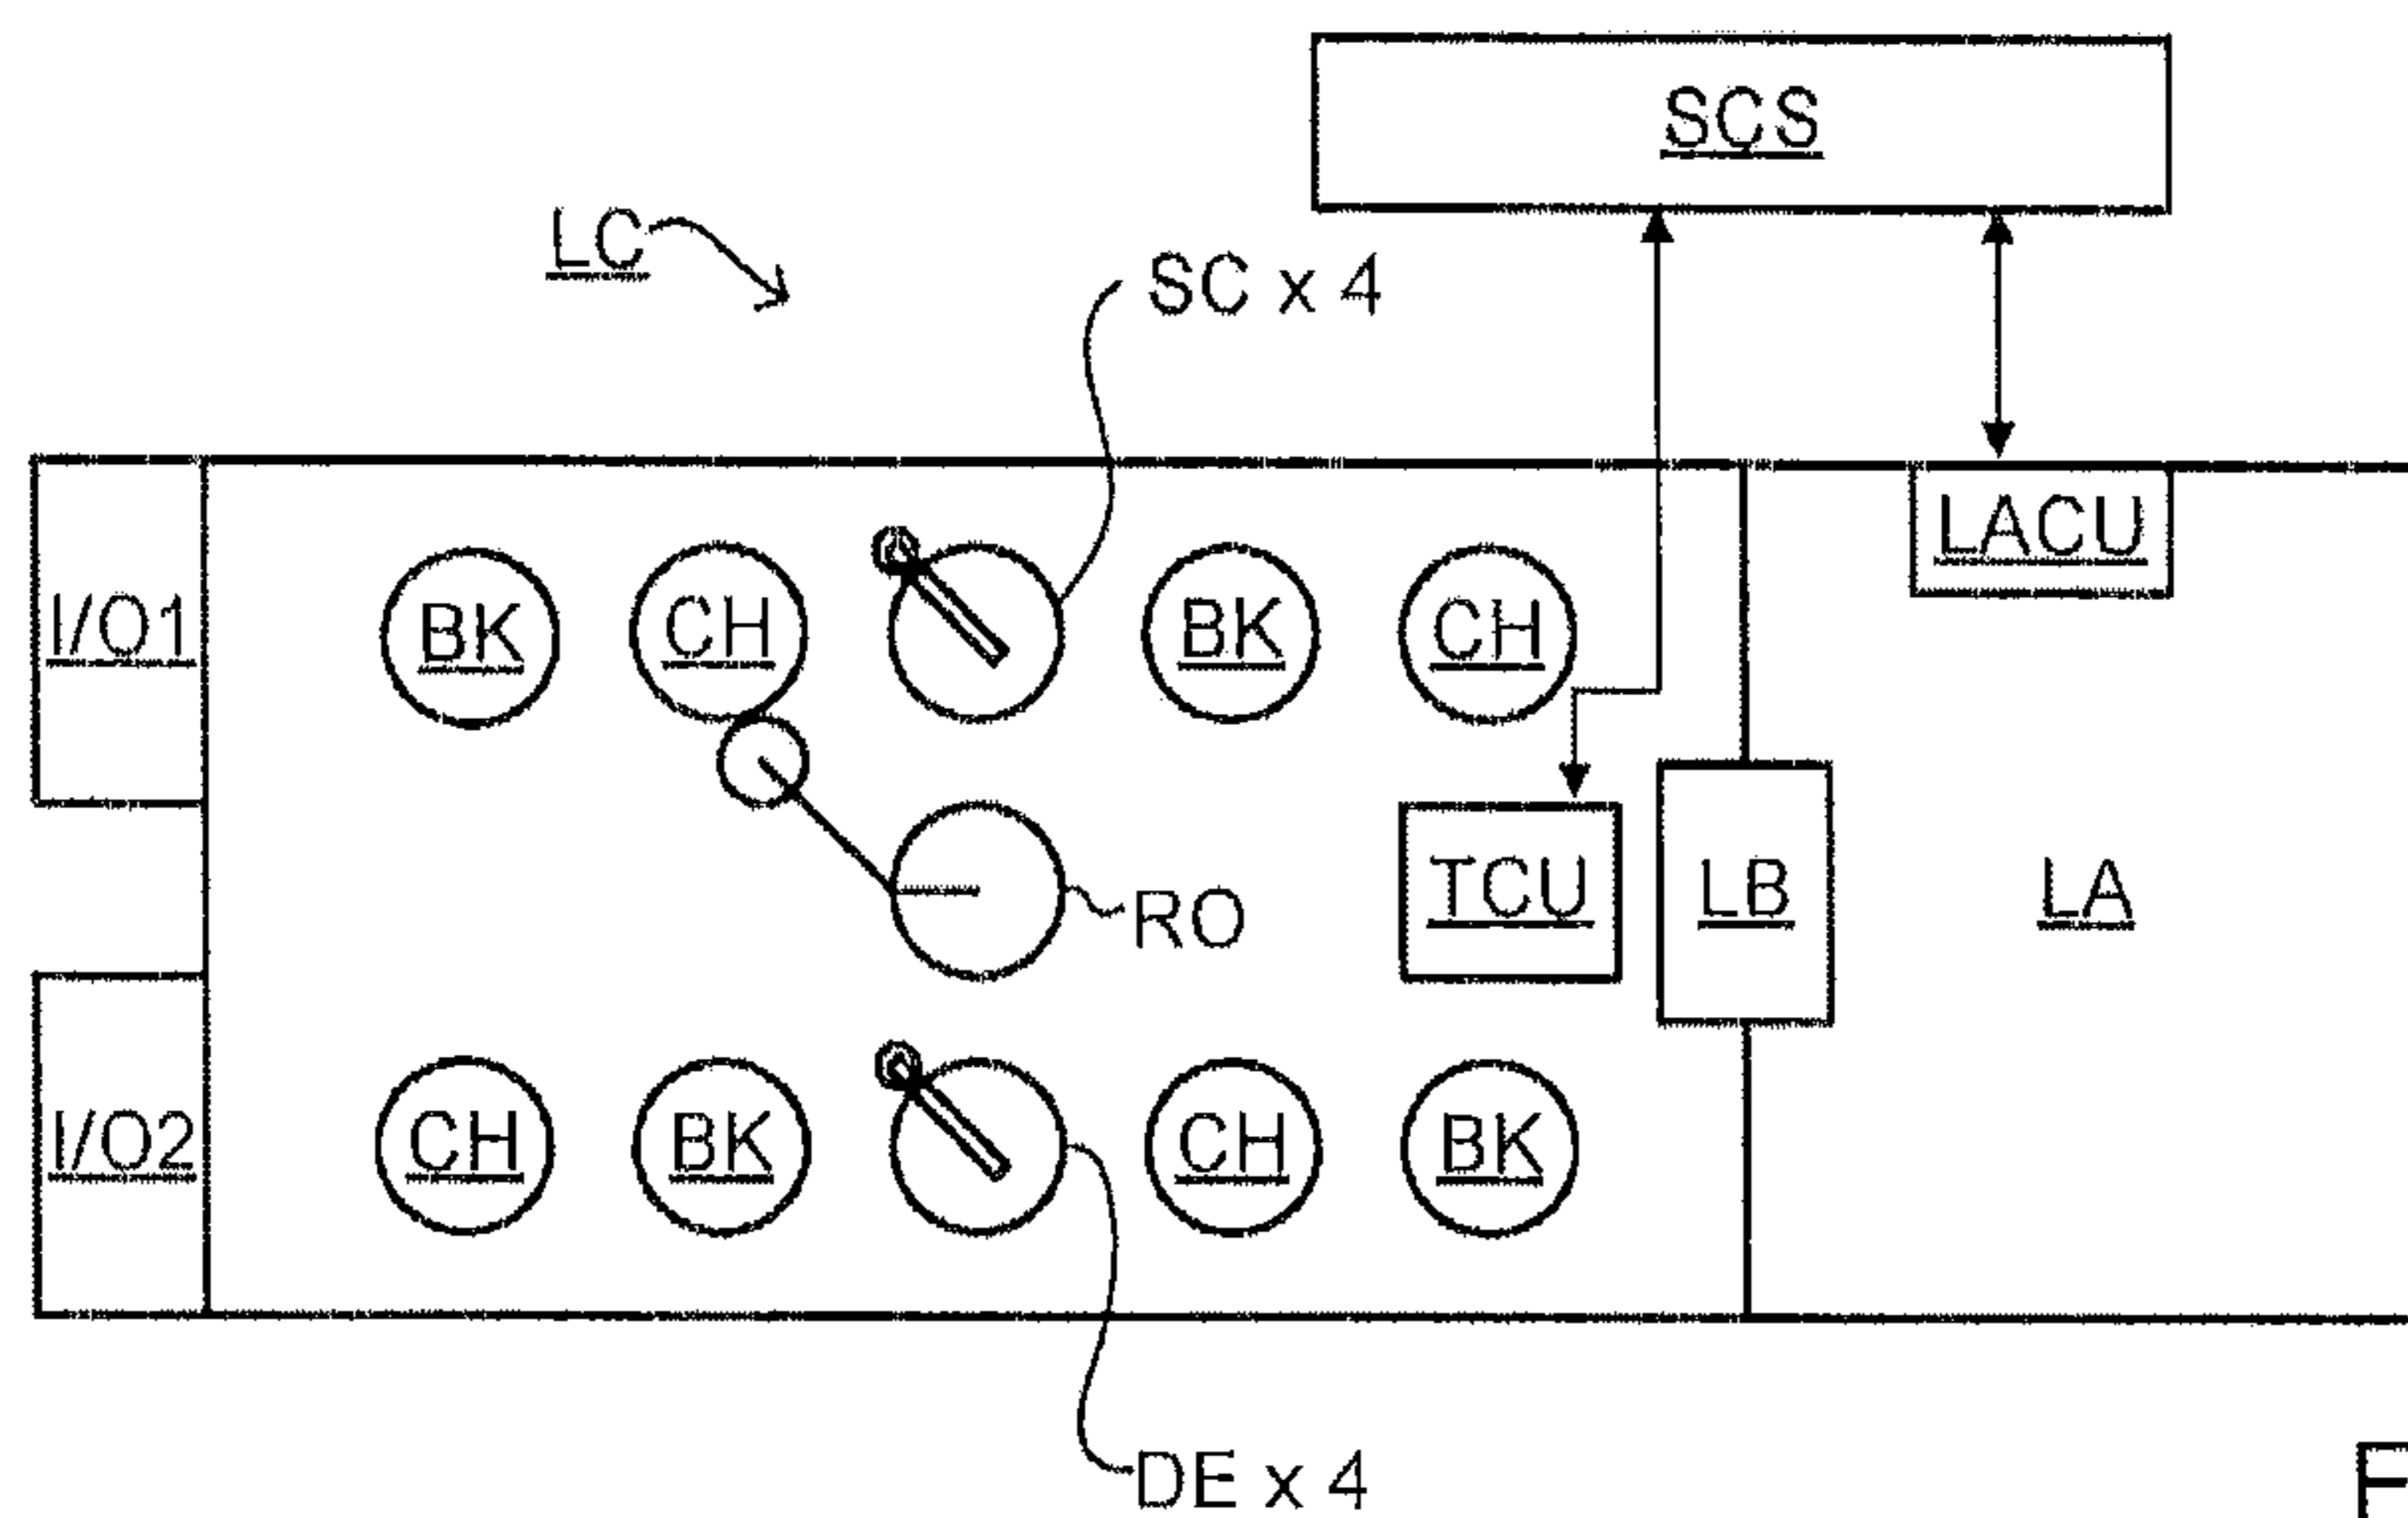 SCS
LC
SC x 4
LACU
I/O1
BK
CH
BK
CH
RO
TCU
LB
LA
I/O2
CH
BK
CH
BK
DE x 4
F